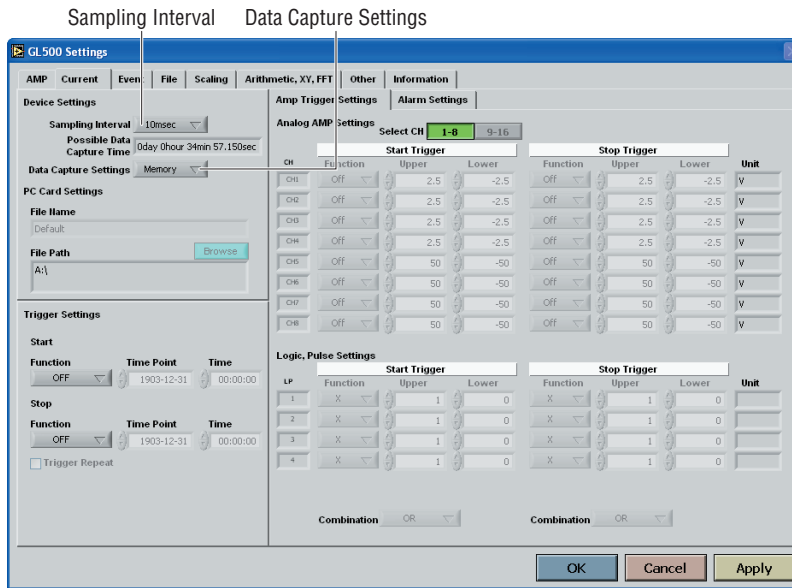 Sampling Interval Data Capture Settings
GL500 Settings
AMP Current Event File Scaling Arithmetic, XY, FFT Other Information
Device Settings
Sampling Interval 10msec
Possible Data Capture Time 0day 0hour 34min 57.150sec
Data Capture Settings Memory
PC Card Settings
File Name
Default
File Path Browse
A:\
Trigger Settings
Start
Function Time Point Time
OFF 1903-12-31 00:00:00
Stop
Function Time Point Time
OFF 1903-12-31 00:00:00
Trigger Repeat
Amp Trigger Settings Alarm Settings
Analog AMP Settings
Select CH 1-8 9-16
Start Trigger Stop Trigger
CH Function Upper Lower Function Upper Lower Unit
CH1 Off 2.5 -2.5 Off 2.5 -2.5 V
CH2 Off 2.5 -2.5 Off 2.5 -2.5 V
CH3 Off 2.5 -2.5 Off 2.5 -2.5 V
CH4 Off 2.5 -2.5 Off 2.5 -2.5 V
CH5 Off 50 -50 Off 50 -50 V
CH6 Off 50 -50 Off 50 -50 V
CH7 Off 50 -50 Off 50 -50 V
CH8 Off 50 -50 Off 50 -50 V
Logic, Pulse Settings
Start Trigger Stop Trigger
LP Function Upper Lower Function Upper Lower Unit
1 X 1 0 X 1 0
2 X 1 0 X 1 0
3 X 1 0 X 1 0
4 X 1 0 X 1 0
Combination OR Combination OR
OK Cancel Apply